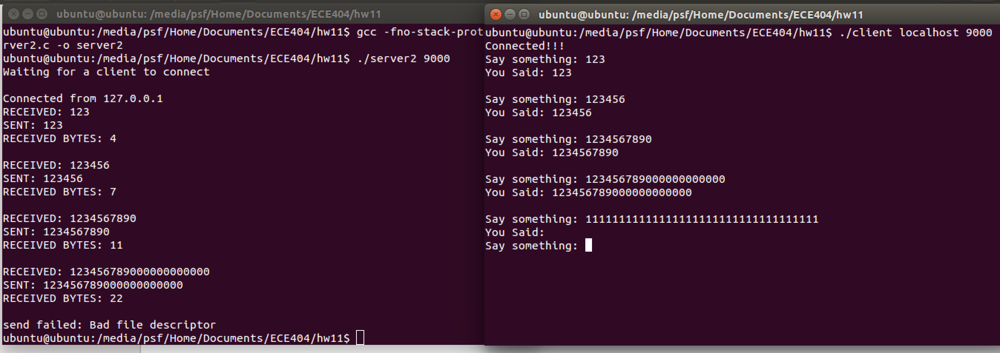 ubuntu@ubuntu: /media/psf/Home/Documents/ECE404/hw11
ubuntu@ubuntu:/media/psf/Home/Documents/ECE404/hw11$ gcc -fno-stack-prot
rver2.c -o server2
ubuntu@ubuntu:/media/psf/Home/Documents/ECE404/hw11$ ./server2 9000
Waiting for a client to connect
Connected from 127.0.0.1
RECEIVED: 123
SENT: 123
RECEIVED BYTES: 4
RECEIVED: 123456
SENT: 123456
RECEIVED BYTES: 7
RECEIVED: 1234567890
SENT: 1234567890
RECEIVED BYTES: 11
RECEIVED: 123456789000000000000
SENT: 123456789000000000000
RECEIVED BYTES: 22
send failed: Bad file descriptor
ubuntu@ubuntu:/media/psf/Home/Documents/ECE404/hw11$
ubuntu@ubuntu: /media/psf/Home/Documents/ECE404/hw11
ubuntu@ubuntu:/media/psf/Home/Documents/ECE404/hw11$ ./client localhost 9000
Connected!!!
Say something: 123
You Said: 123
Say something: 123456
You Said: 123456
Say something: 1234567890
You Said: 1234567890
Say something: 123456789000000000000
You Said: 123456789000000000000
Say something: 11111111111111111111111111111111111
You Said:
Say something: